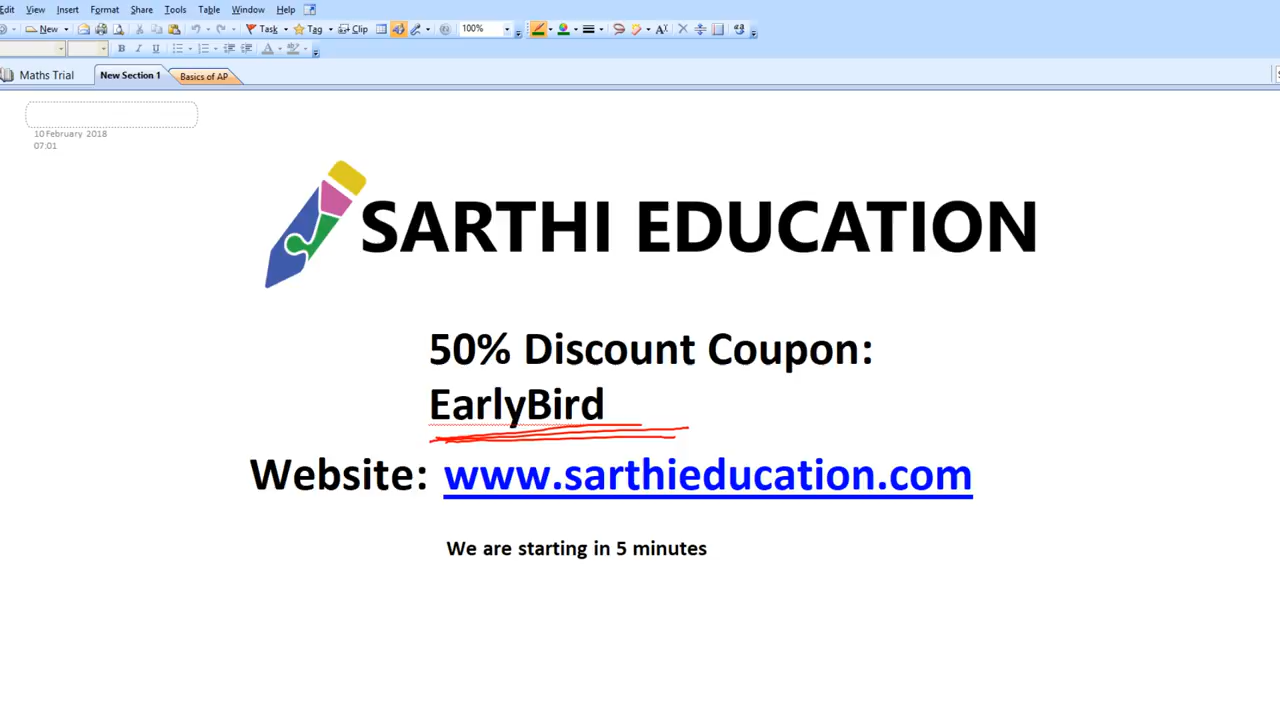 Edit View Insert Format Share Tools Table Window Help
New Task Tag Clip 100%
B I U A
Maths Trial New Section 1 Basics of AP
10 February 2018
07:01
SARTHI EDUCATION
50% Discount Coupon:
EarlyBird
Website: www.sarthieducation.com
We are starting in 5 minutes